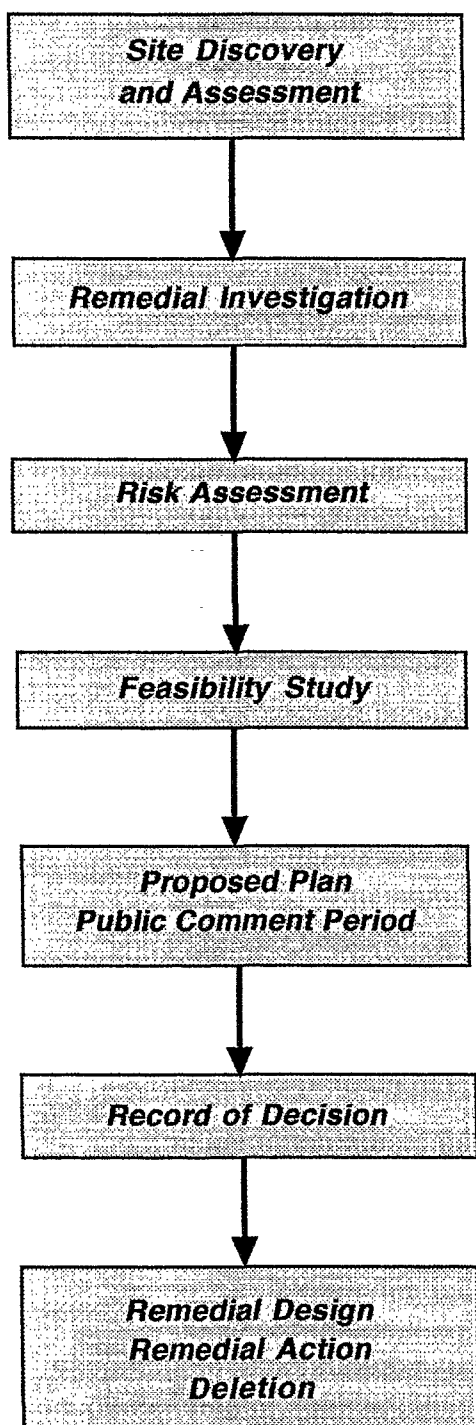 Site Discovery
and Assessment
Remedial Investigation
Risk Assessment
Feasibility Study
Proposed Plan
Public Comment Period
Record of Decision
Remedial Design
Remedial Action
Deletion